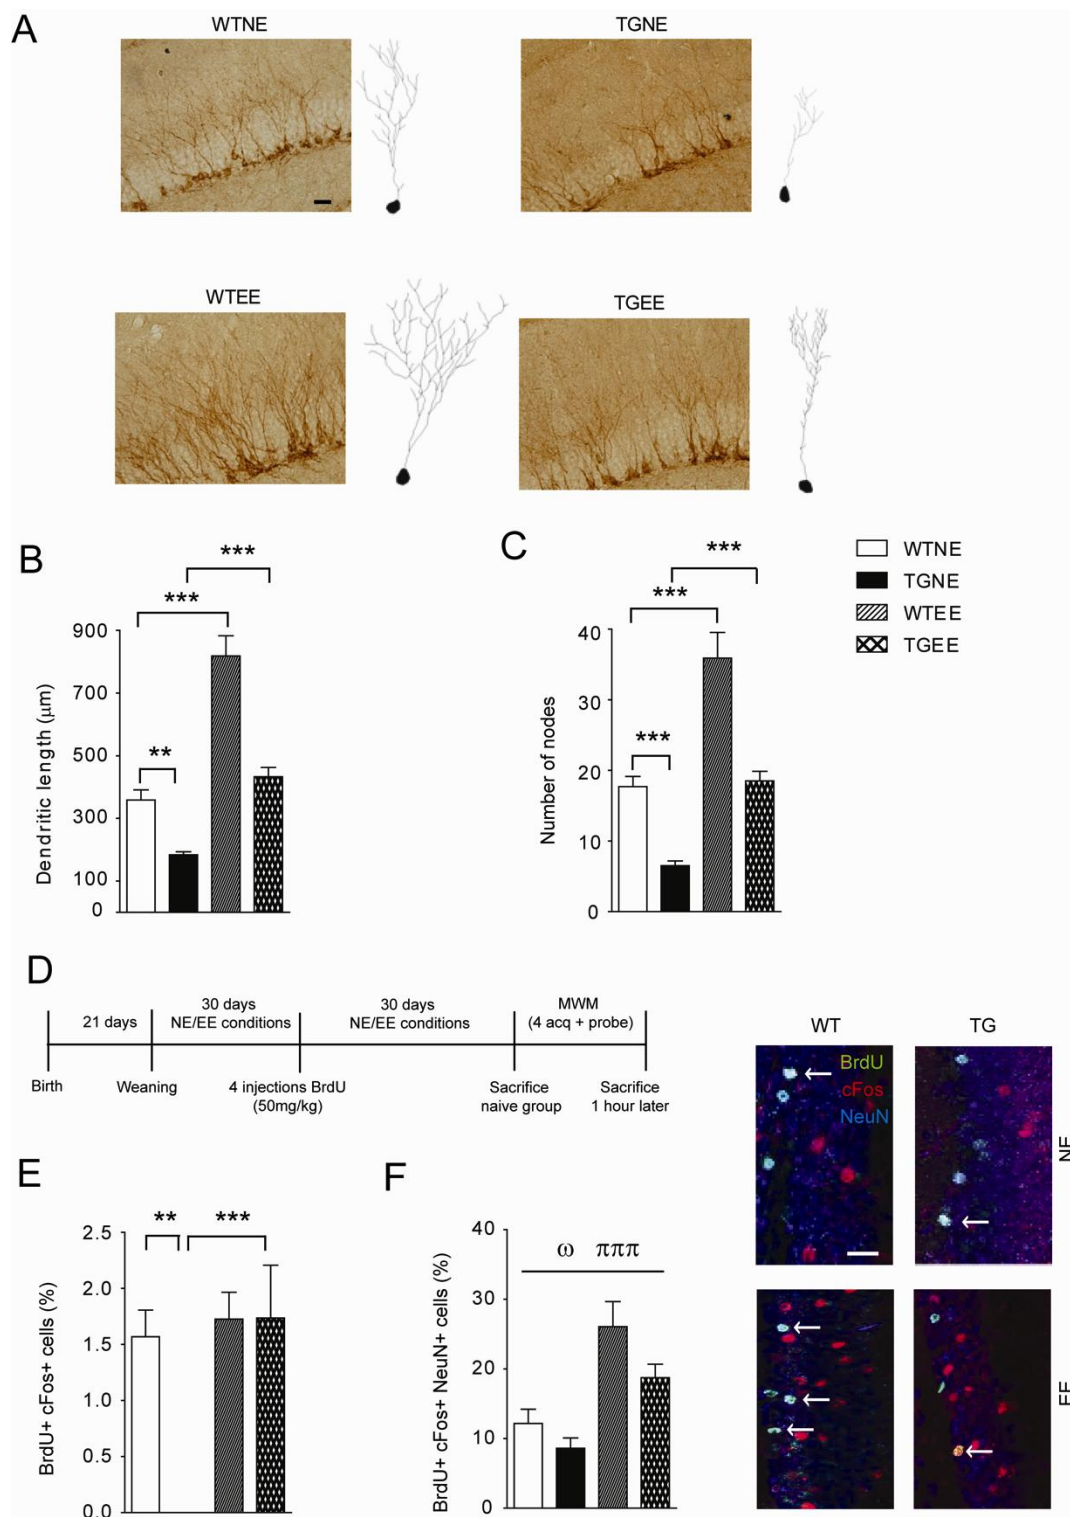 A
WTNE
TGNE
WTEE
TGEE
B
***
***
**
Dendritic length (μm)
900
700
500
300
100
0
C
***
***
***
Number of nodes
40
30
20
10
0
WTNE
TGNE
WTEE
TGEE
D
21 days
30 days
NE/EE conditions
30 days
NE/EE conditions
MWM
(4 acq + probe)
Birth
Weaning
4 injections BrdU
(50mg/kg)
Sacrifice
naive group
Sacrifice
1 hour later
WT
TG
BrdU
cFos
NeuN
NE
EE
E
**
***
BrdU+ cFos+ cells (%)
2.5
2.0
1.5
1.0
0.5
0.0
F
ω πππ
BrdU+ cFos+ NeuN+ cells (%)
40
30
20
10
0